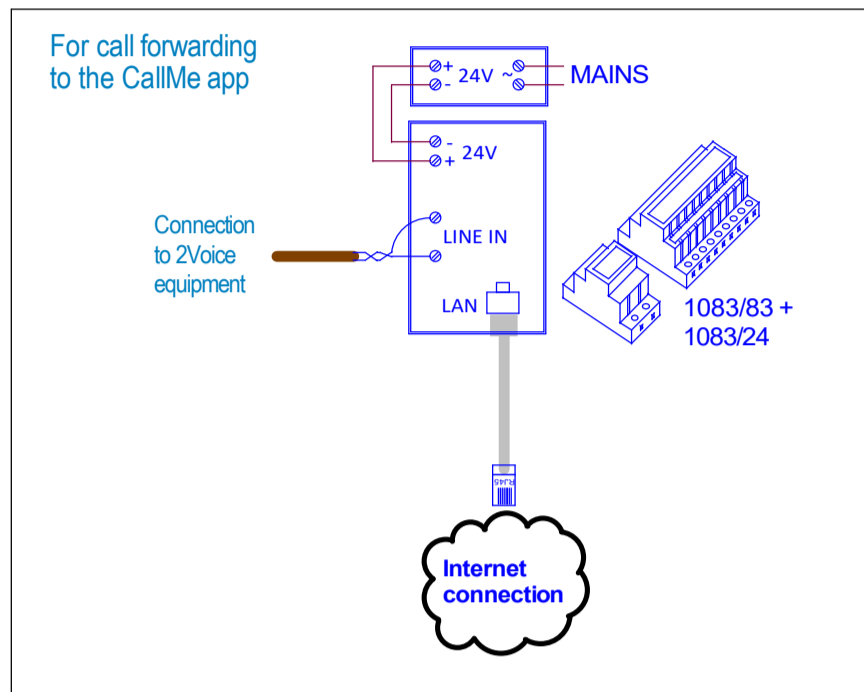 For call forwarding
to the CallMe app
+
24V ~
MAINS
-
-
24V
+
Connection
to 2Voice
equipment
LINE IN
LAN
1083/83 +
1083/24
RJ45
Internet
connection